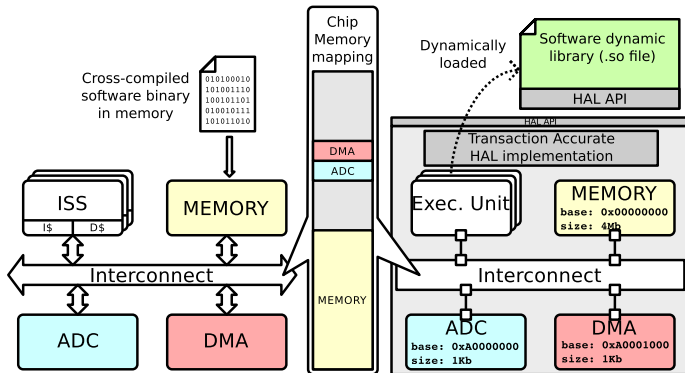 Cross-compiled
software binary
in memory
010100010
101001110
100101101
010010111
101011010
ISS
I$ D$
MEMORY
Interconnect
ADC
DMA
Chip
Memory
mapping
DMA
ADC
MEMORY
Dynamically
loaded
Software dynamic
library (.so file)
HAL API
HAL API
Transaction Accurate
HAL implementation
Exec. Unit
MEMORY
base: 0x00000000
size: 4Mb
Interconnect
ADC
base: 0xA0000000
size: 1Kb
DMA
base: 0xA0001000
size: 1Kb